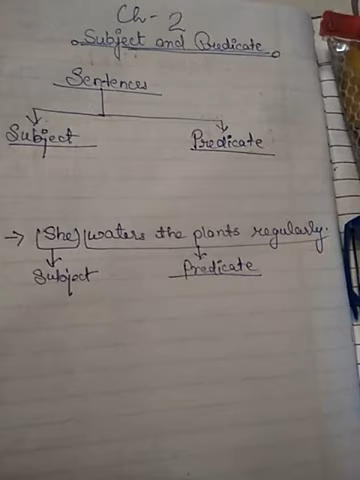 Ch- 2
Subject and Predicate
Sentences
Subject Predicate
→ (She) waters the plants regularly.
Subject Predicate